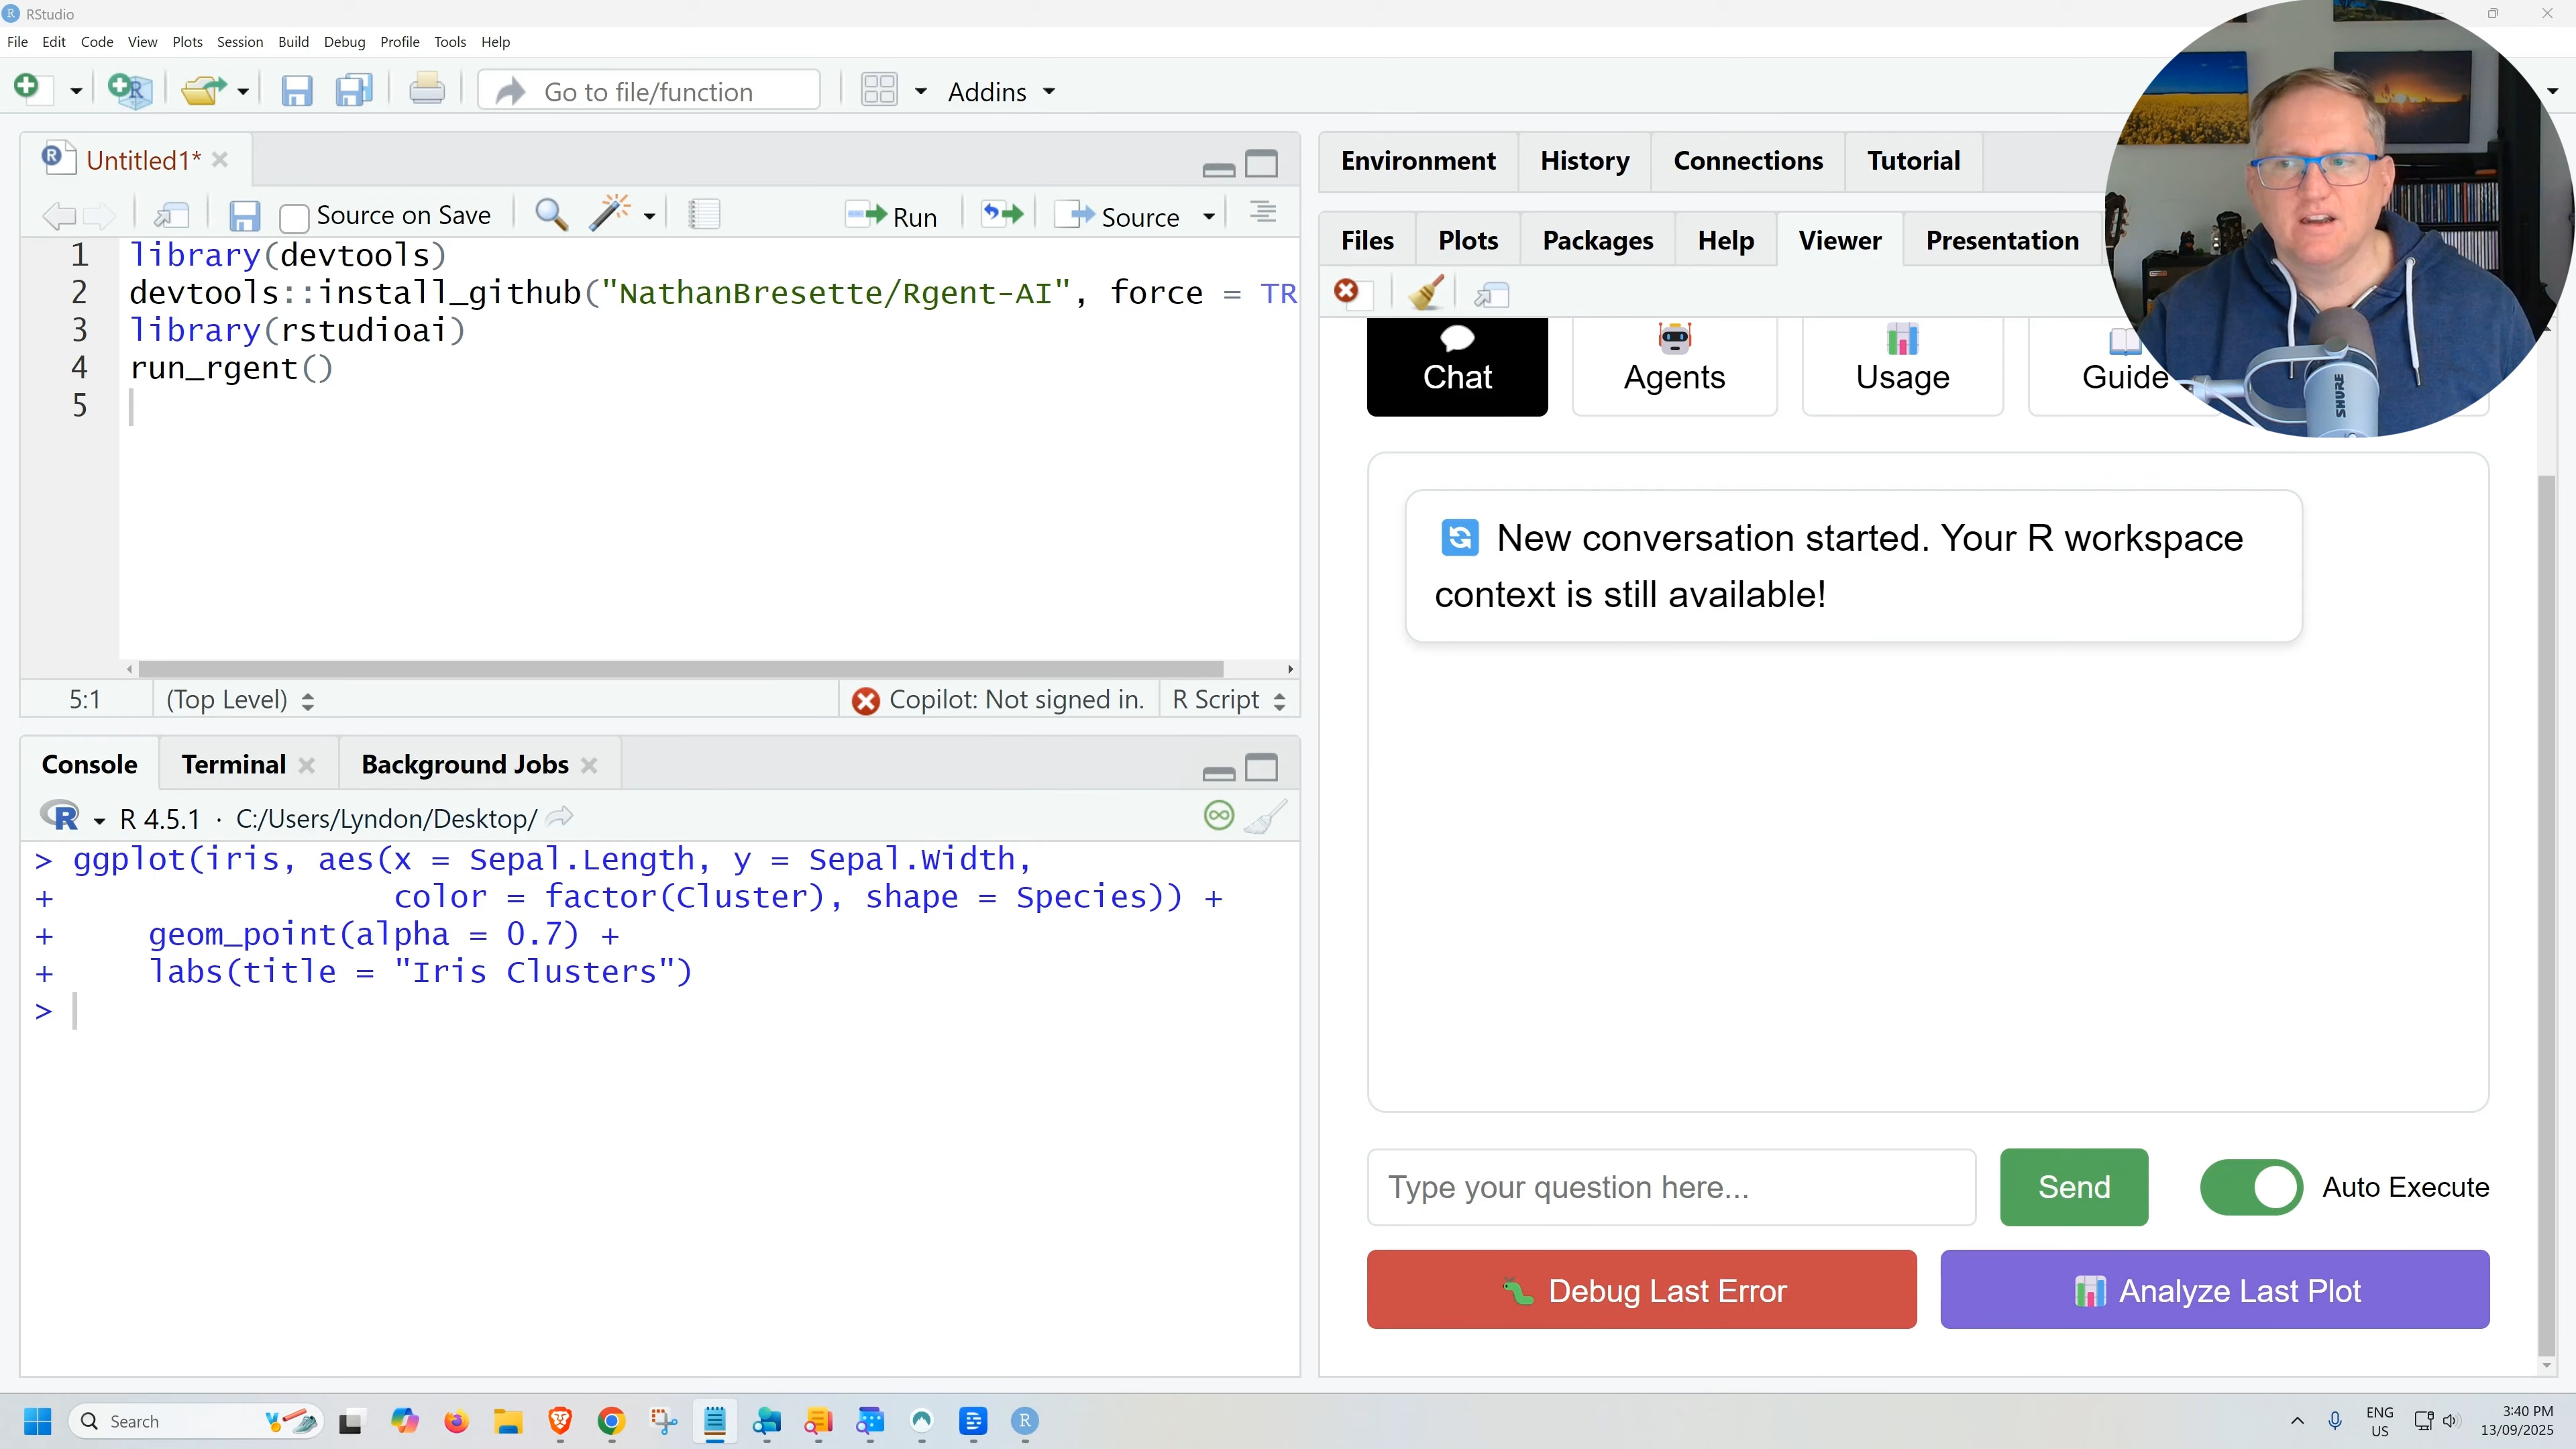 RStudio
File Edit Code View Plots Session Build Debug Profile Tools Help
Go to file/function
Addins
Untitled1*
Source on Save
Run
Source
1 library(devtools)
2 devtools::install_github("NathanBresette/Rgent-AI", force = TR
3 library(rstudioai)
4 run_rgent()
5
5:1
(Top Level)
Copilot: Not signed in.
R Script
Console
Terminal
Background Jobs
R 4.5.1 · C:/Users/Lyndon/Desktop/
> ggplot(iris, aes(x = Sepal.Length, y = Sepal.Width,
+ color = factor(Cluster), shape = Species)) +
+ geom_point(alpha = 0.7) +
+ labs(title = "Iris Clusters")
>
Environment History Connections Tutorial
Files Plots Packages Help Viewer Presentation
Chat
Agents
Usage
Guide
New conversation started. Your R workspace
context is still available!
Type your question here...
Send
Auto Execute
Debug Last Error
Analyze Last Plot
SHURE
Search
ENG
US
3:40 PM
13/09/2025